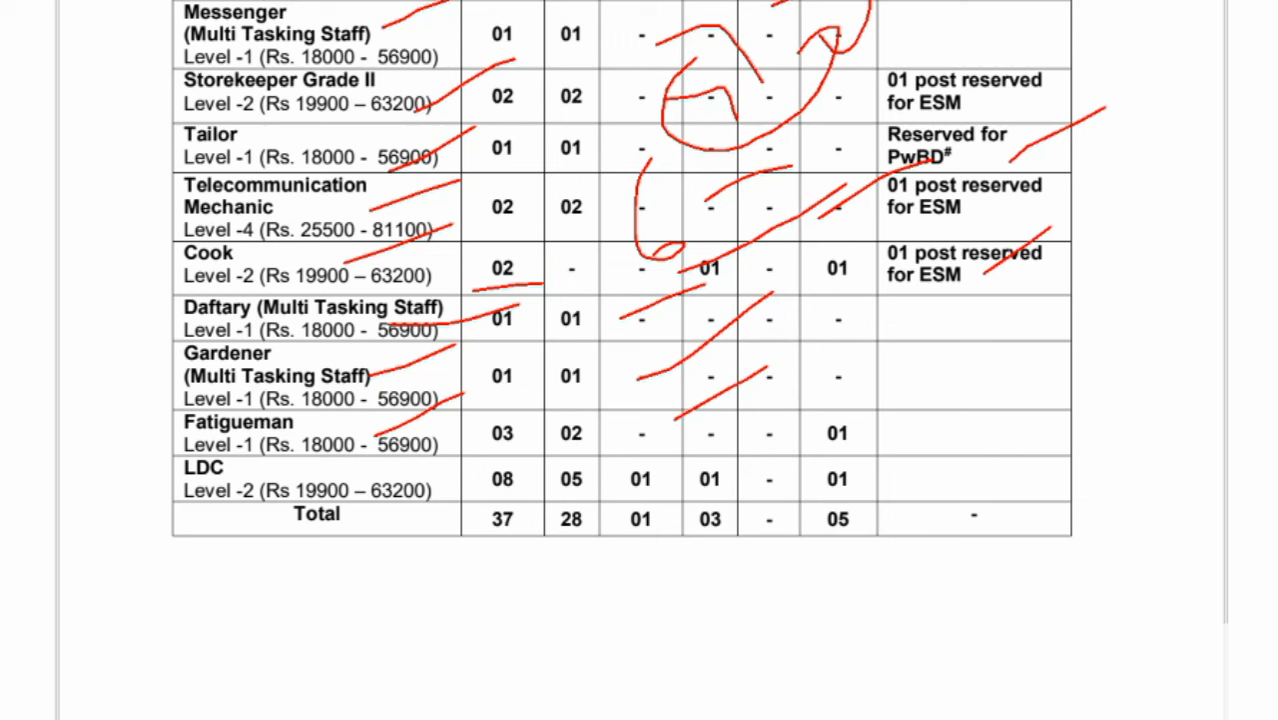 Messenger
(Multi Tasking Staff)
Level -1 (Rs. 18000 - 56900)
01 01 - - - -
Storekeeper Grade II
Level -2 (Rs 19900 – 63200)
02 02 - - - -
01 post reserved
for ESM
Tailor
Level -1 (Rs. 18000 - 56900)
01 01 - - - -
Reserved for
PwBD#
Telecommunication
Mechanic
Level -4 (Rs. 25500 - 81100)
02 02 - - - -
01 post reserved
for ESM
Cook
Level -2 (Rs 19900 – 63200)
02 - - 01 - 01
01 post reserved
for ESM
Daftary (Multi Tasking Staff)
Level -1 (Rs. 18000 - 56900)
01 01 - - - -
Gardener
(Multi Tasking Staff)
Level -1 (Rs. 18000 - 56900)
01 01 - - - -
Fatigueman
Level -1 (Rs. 18000 - 56900)
03 02 - - - 01
LDC
Level -2 (Rs 19900 – 63200)
08 05 01 01 - 01
Total 37 28 01 03 - 05 -